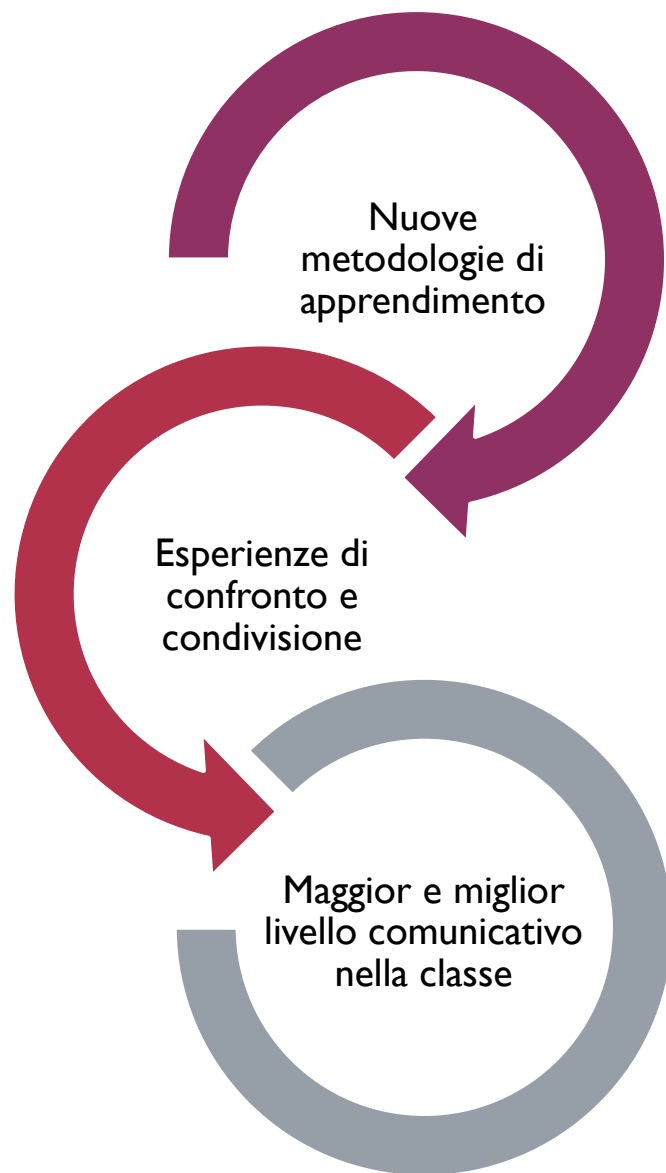 Nuove
metodologie di
apprendimento
Esperienze di
confronto e
condivisione
Maggior e miglior
livello comunicativo
nella classe